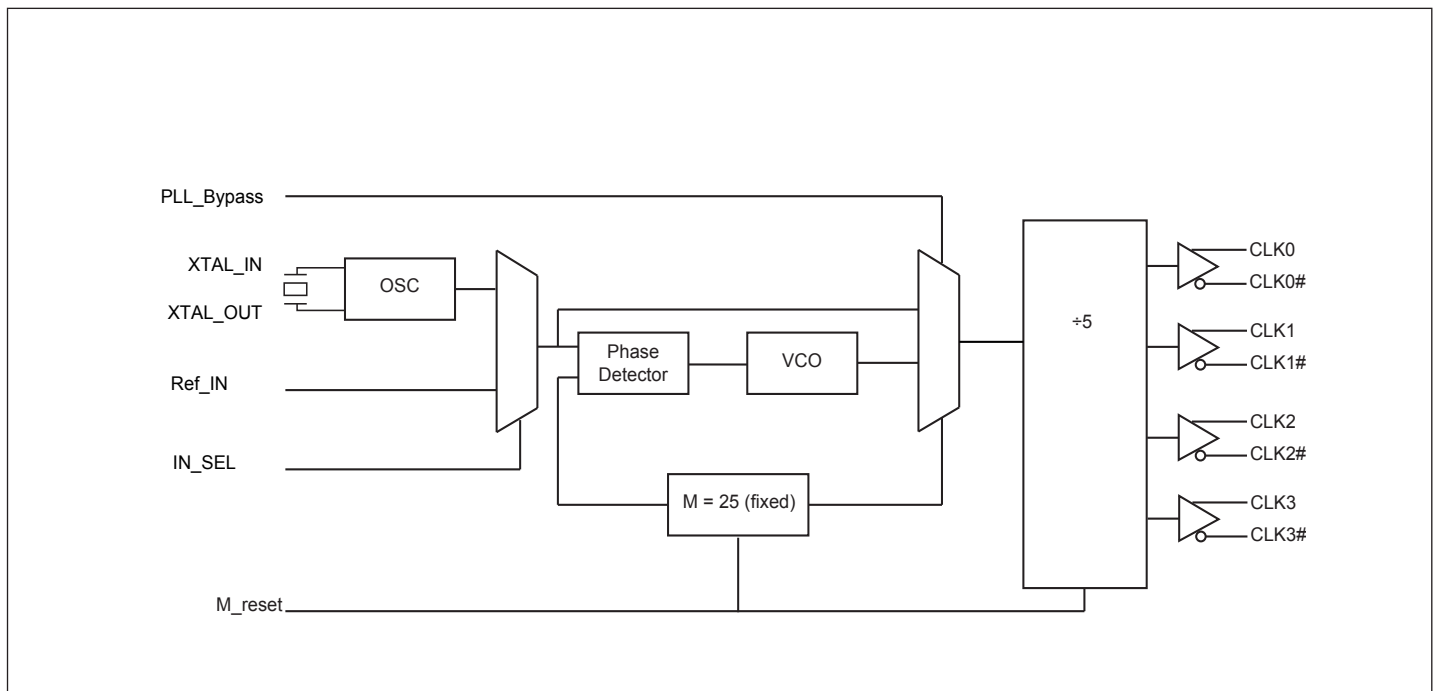 PLL_Bypass
XTAL_IN
OSC
XTAL_OUT
Ref_IN
IN_SEL
Phase
Detector
VCO
M = 25 (fixed)
M_reset
÷5
CLK0
CLK0#
CLK1
CLK1#
CLK2
CLK2#
CLK3
CLK3#